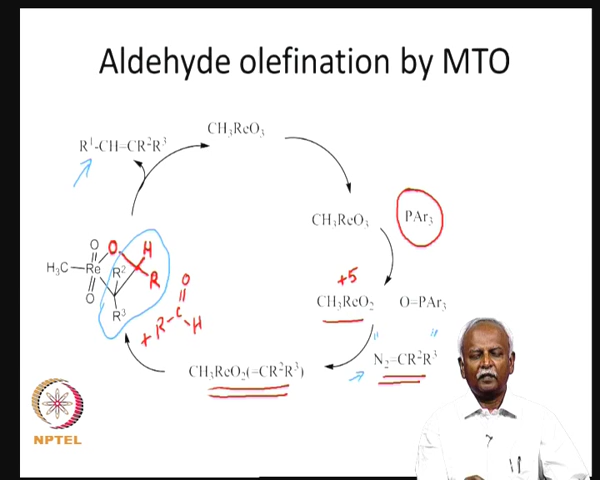 Aldehyde olefination by MTO
CH₃ReO₃
R¹-CH=CR²R³
CH₃ReO₃
PAr₃
O
O
H
H₃C
Re
R²
R
O
R³
+5
CH₃ReO₂
O=PAr₃
O
+ R - C - H
N₂=CR²R³
CH₃ReO₂(=CR²R³)
NPTEL